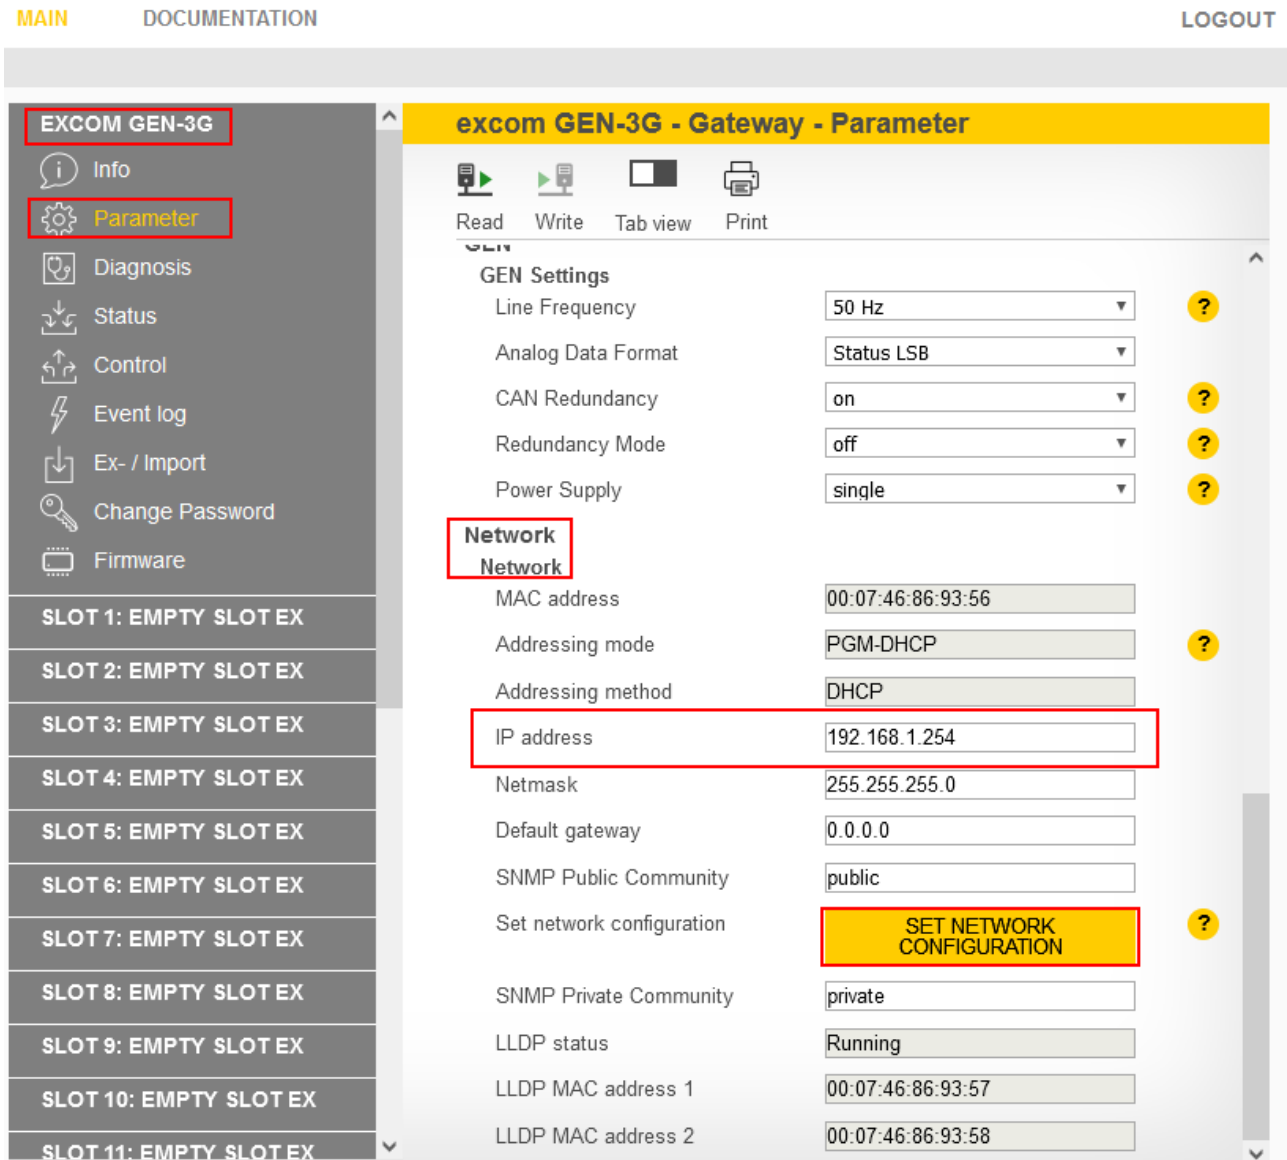 MAIN
DOCUMENTATION
LOGOUT
EXCOM GEN-3G
Info
Parameter
Diagnosis
Status
Control
Event log
Ex- / Import
Change Password
Firmware
SLOT 1: EMPTY SLOT EX
SLOT 2: EMPTY SLOT EX
SLOT 3: EMPTY SLOT EX
SLOT 4: EMPTY SLOT EX
SLOT 5: EMPTY SLOT EX
SLOT 6: EMPTY SLOT EX
SLOT 7: EMPTY SLOT EX
SLOT 8: EMPTY SLOT EX
SLOT 9: EMPTY SLOT EX
SLOT 10: EMPTY SLOT EX
SLOT 11: EMPTY SLOT EX
excom GEN-3G - Gateway - Parameter
Read Write Tab view Print
GEN
GEN Settings
Line Frequency 50 Hz ?
Analog Data Format Status LSB
CAN Redundancy on ?
Redundancy Mode off ?
Power Supply single ?
Network
Network
MAC address 00:07:46:86:93:56
Addressing mode PGM-DHCP ?
Addressing method DHCP
IP address 192.168.1.254
Netmask 255.255.255.0
Default gateway 0.0.0.0
SNMP Public Community public
Set network configuration SET NETWORK CONFIGURATION ?
SNMP Private Community private
LLDP status Running
LLDP MAC address 1 00:07:46:86:93:57
LLDP MAC address 2 00:07:46:86:93:58